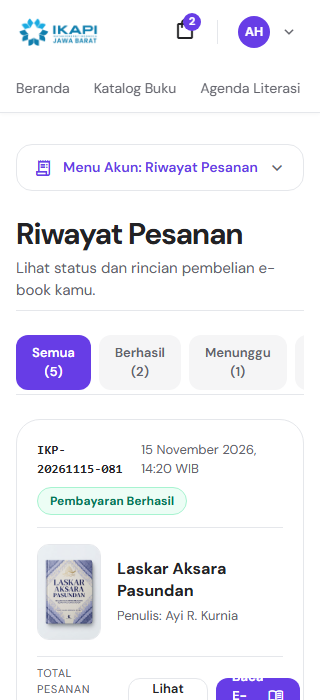 IKAPI
JAWA BARAT
2
AH
Beranda Katalog Buku Agenda Literasi
Menu Akun: Riwayat Pesanan
Riwayat Pesanan
Lihat status dan rincian pembelian e-
book kamu.
Semua
(5)
Berhasil
(2)
Menunggu
(1)
IKP-
20261115-081
15 November 2026,
14:20 WIB
Pembayaran Berhasil
LASKAR
AKSARA
PASUNDAN
Laskar Aksara
Pasundan
Penulis: Ayi R. Kurnia
TOTAL
PESANAN
Lihat
Baca
E-